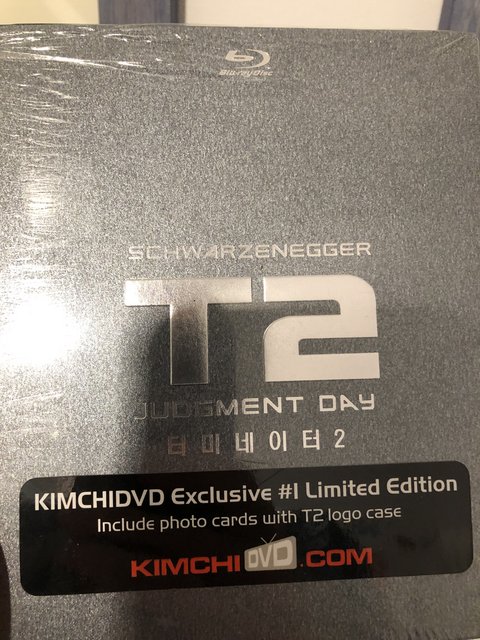 Blu-ray Disc
SCHWARZENEGGER
T2
JUDGMENT DAY
터미네이터2
KIMCHIDVD Exclusive #1 Limited Edition
Include photo cards with T2 logo case
KIMCHIDVD.COM